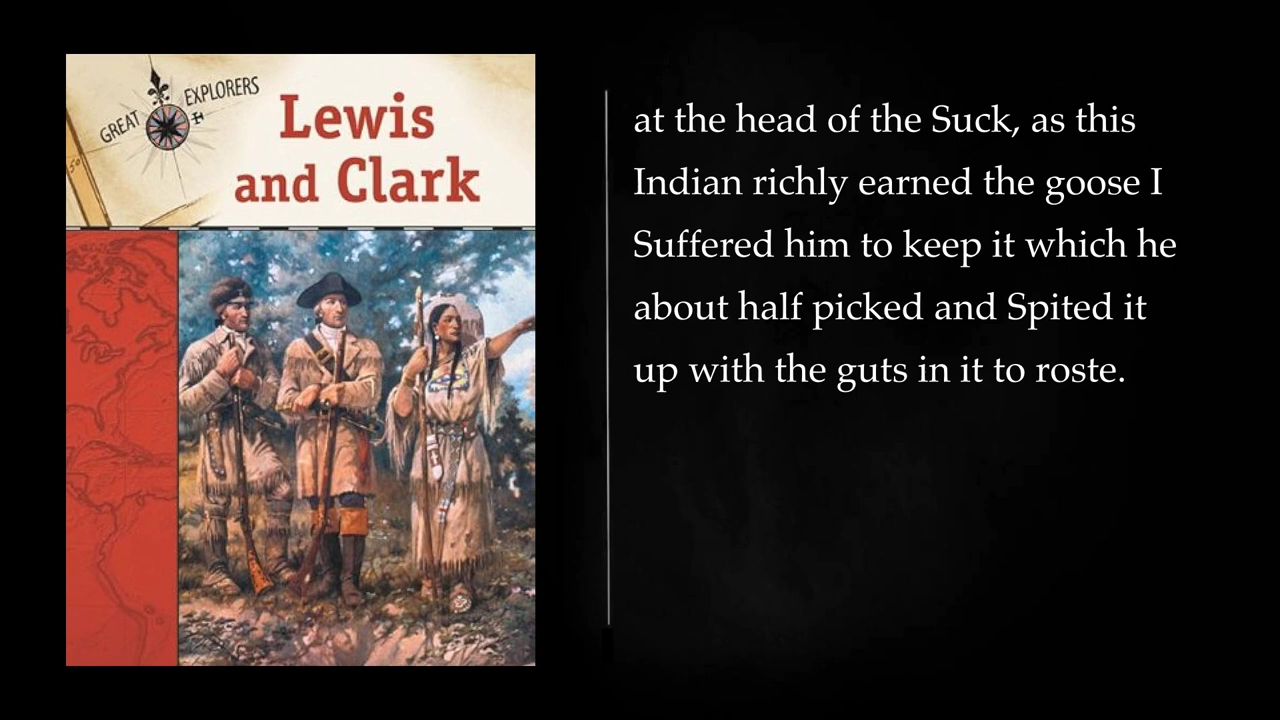 GREAT EXPLORERS
Lewis
and Clark
50
at the head of the Suck, as this
Indian richly earned the goose I
Suffered him to keep it which he
about half picked and Spited it
up with the guts in it to roste.